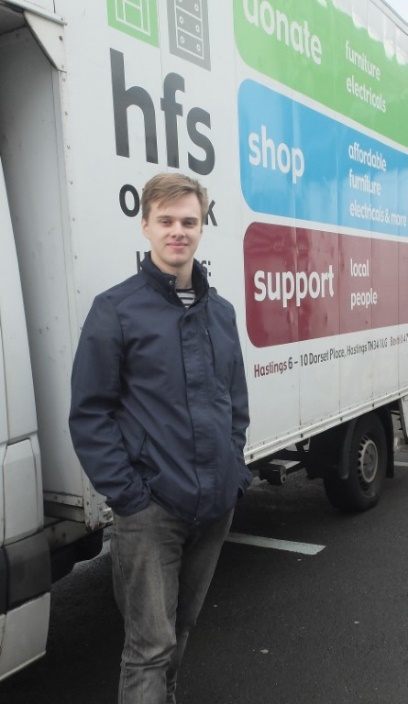 hfs
donate
furniture
electricals
shop
affordable
furniture
electricals & more
support
local
people
Hastings 6 – 10 Dorset Place, Hastings TN34 1LG